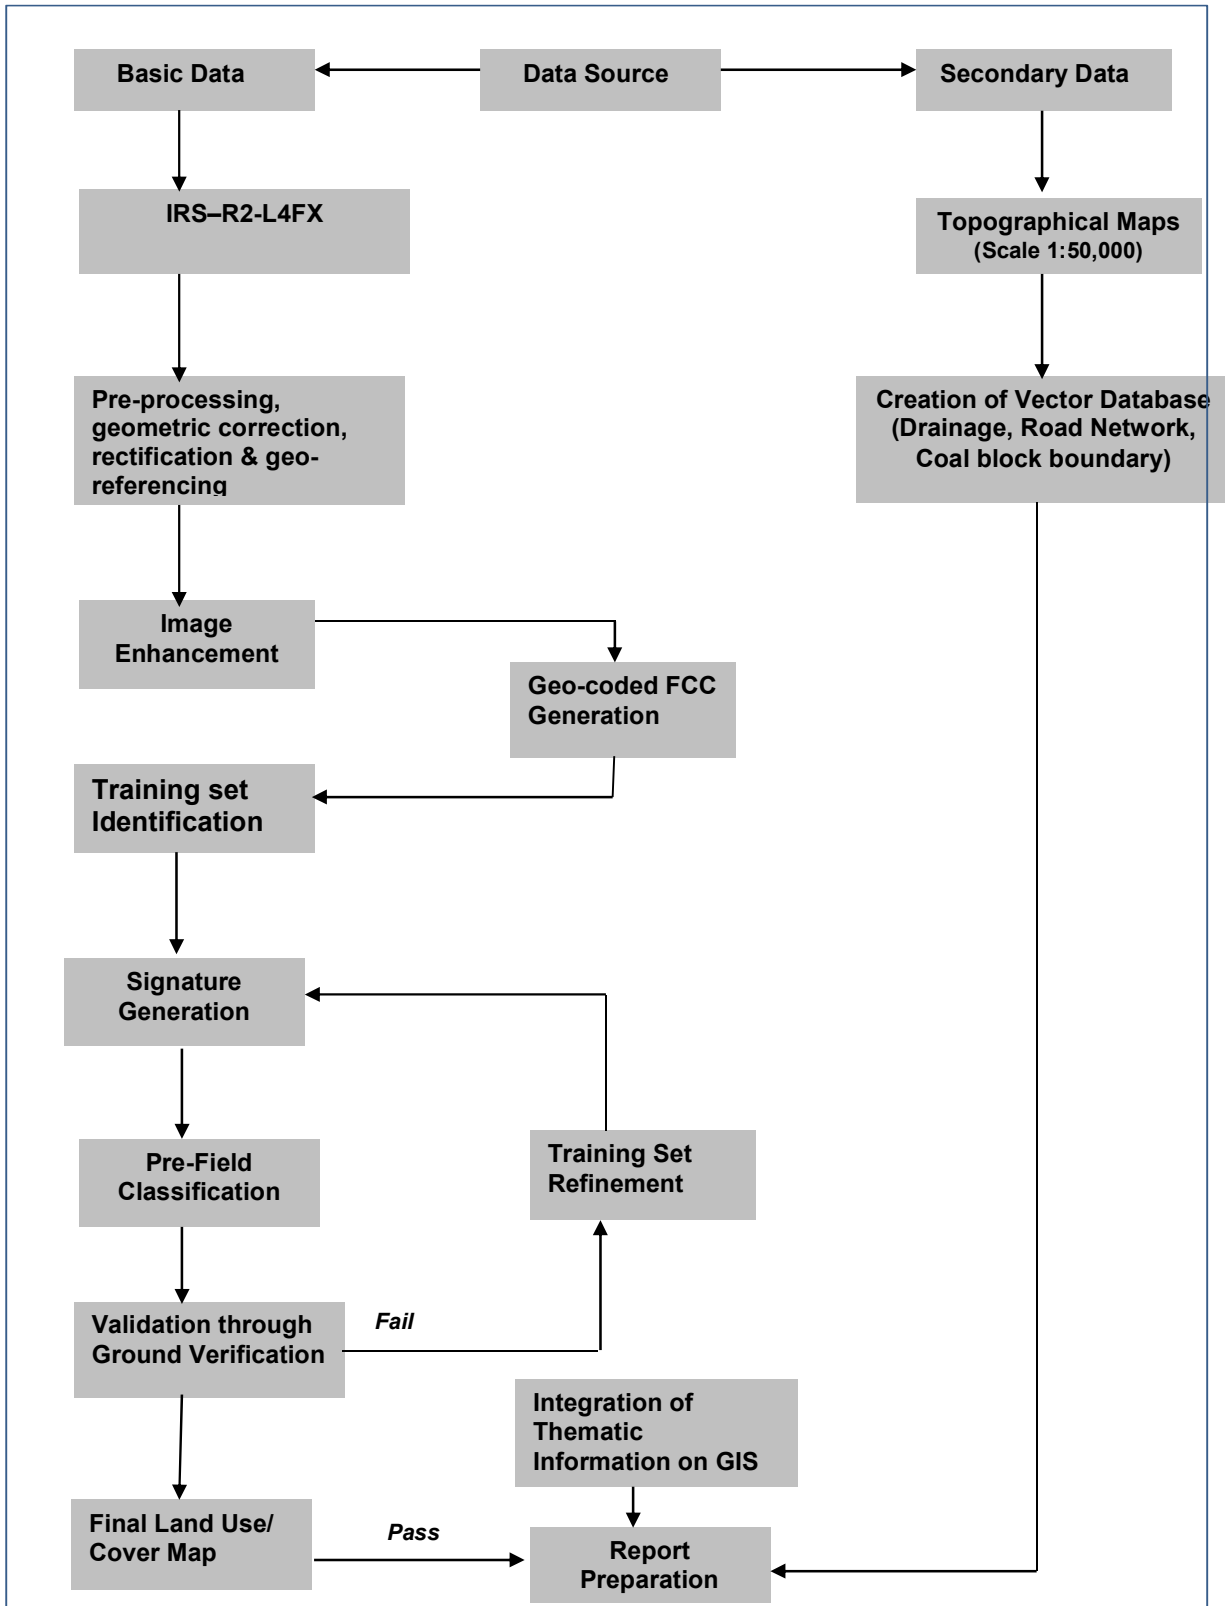 Basic Data
Data Source
Secondary Data
IRS–R2-L4FX
Topographical Maps
(Scale 1:50,000)
Pre-processing,
geometric correction,
rectification & geo-
referencing
Creation of Vector Database
(Drainage, Road Network,
Coal block boundary)
Image
Enhancement
Geo-coded FCC
Generation
Training set
Identification
Signature
Generation
Pre-Field
Classification
Training Set
Refinement
Validation through
Ground Verification
Fail
Integration of
Thematic
Information on GIS
Final Land Use/
Cover Map
Pass
Report
Preparation